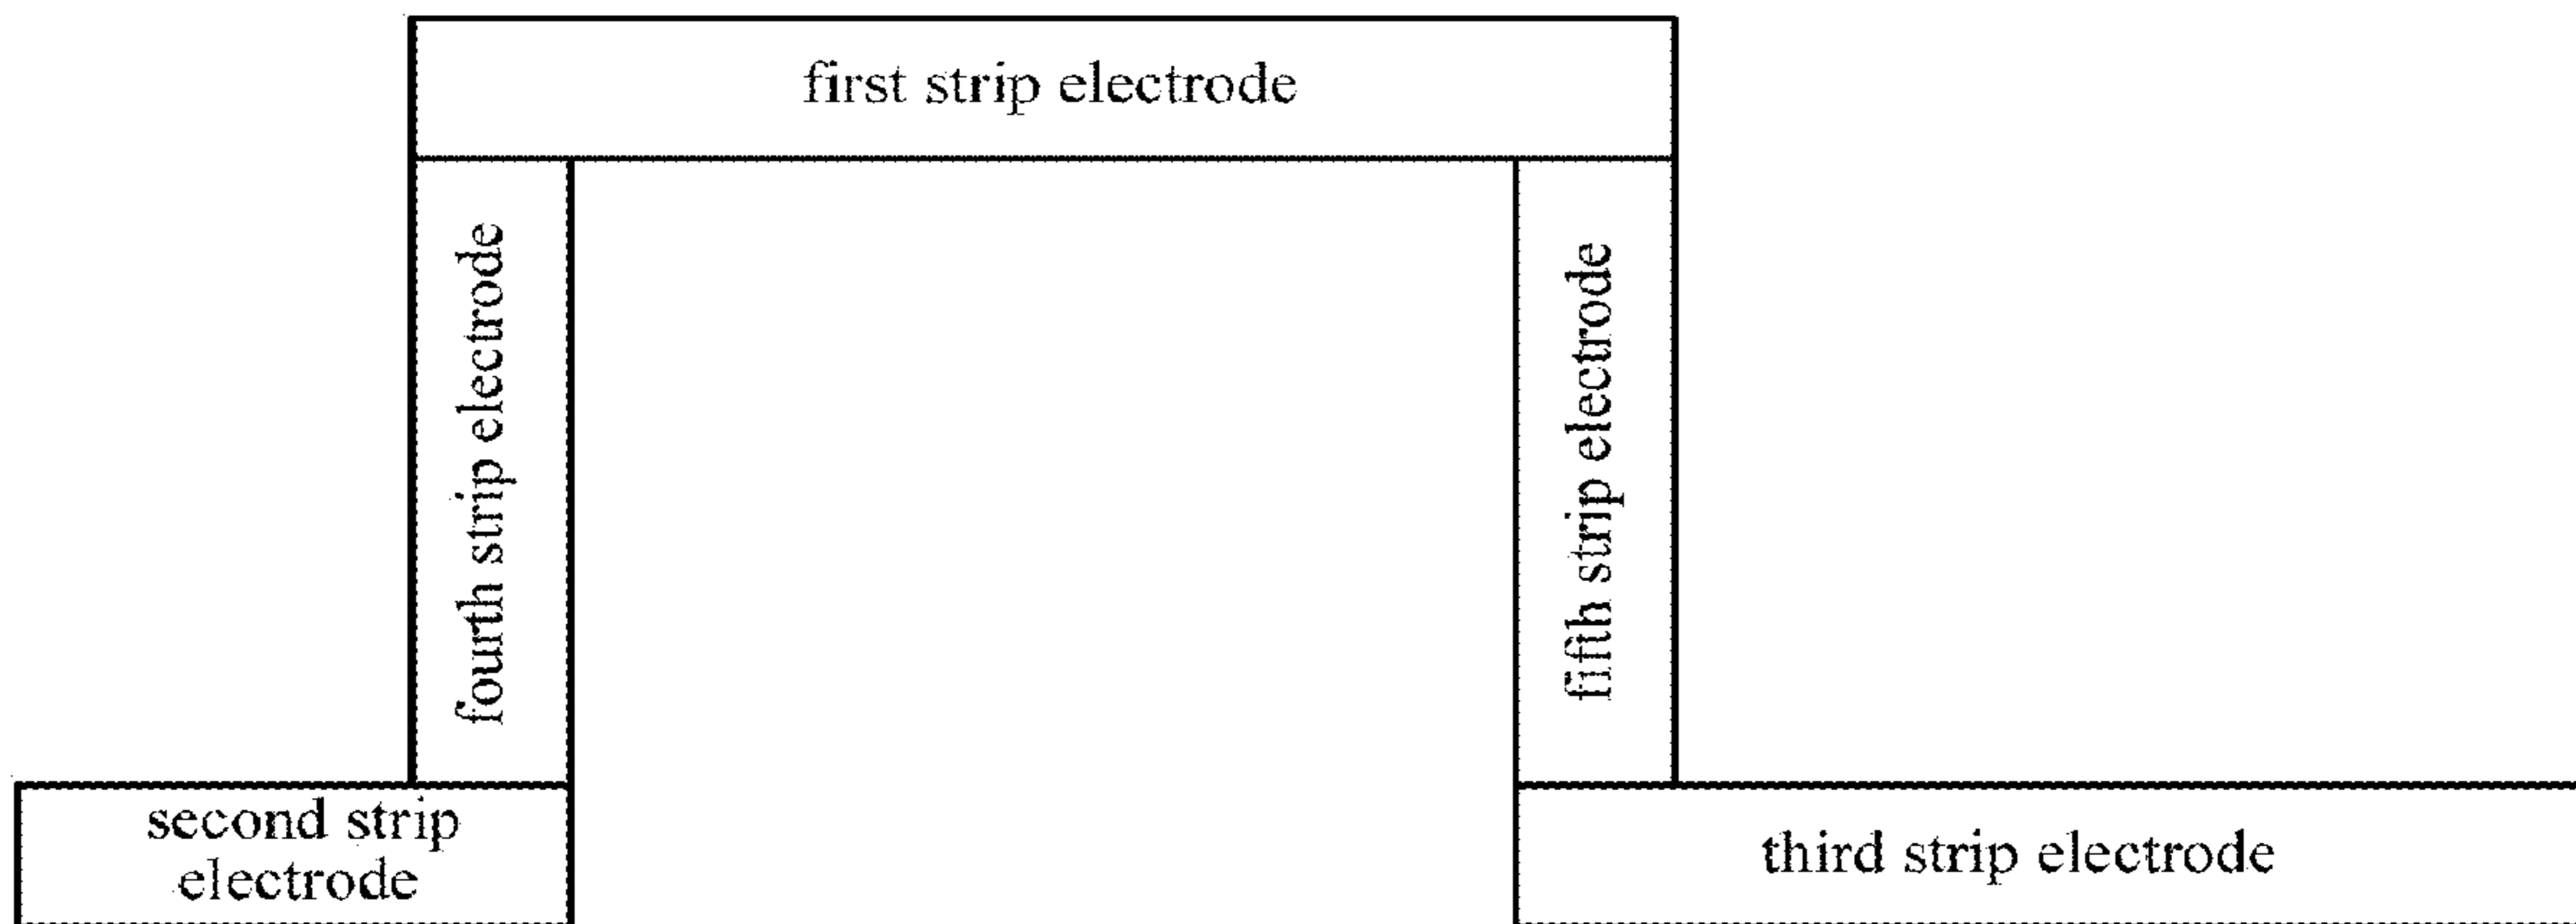 first strip electrode
fourth strip electrode
fifth strip electrode
second strip
electrode
third strip electrode